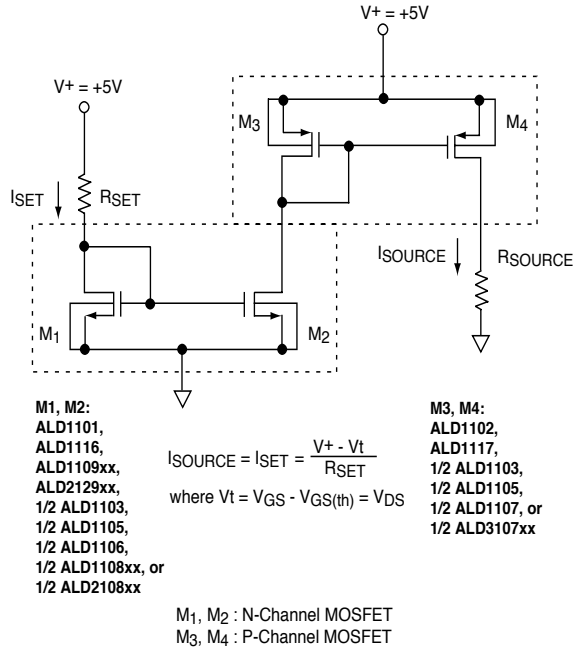 V+ = +5V
V+ = +5V
M3
M4
ISET
RSET
ISOURCE
RSOURCE
M1
M2
M1, M2:
ALD1101,
ALD1116,
ALD1109xx,
ALD2129xx,
1/2 ALD1103,
1/2 ALD1105,
1/2 ALD1106,
1/2 ALD1108xx, or
1/2 ALD2108xx
ISOURCE = ISET = V+ - Vt / RSET
where Vt = VGS - VGS(th) = VDS
M3, M4:
ALD1102,
ALD1117,
1/2 ALD1103,
1/2 ALD1105,
1/2 ALD1107, or
1/2 ALD3107xx
M1, M2 : N-Channel MOSFET
M3, M4 : P-Channel MOSFET